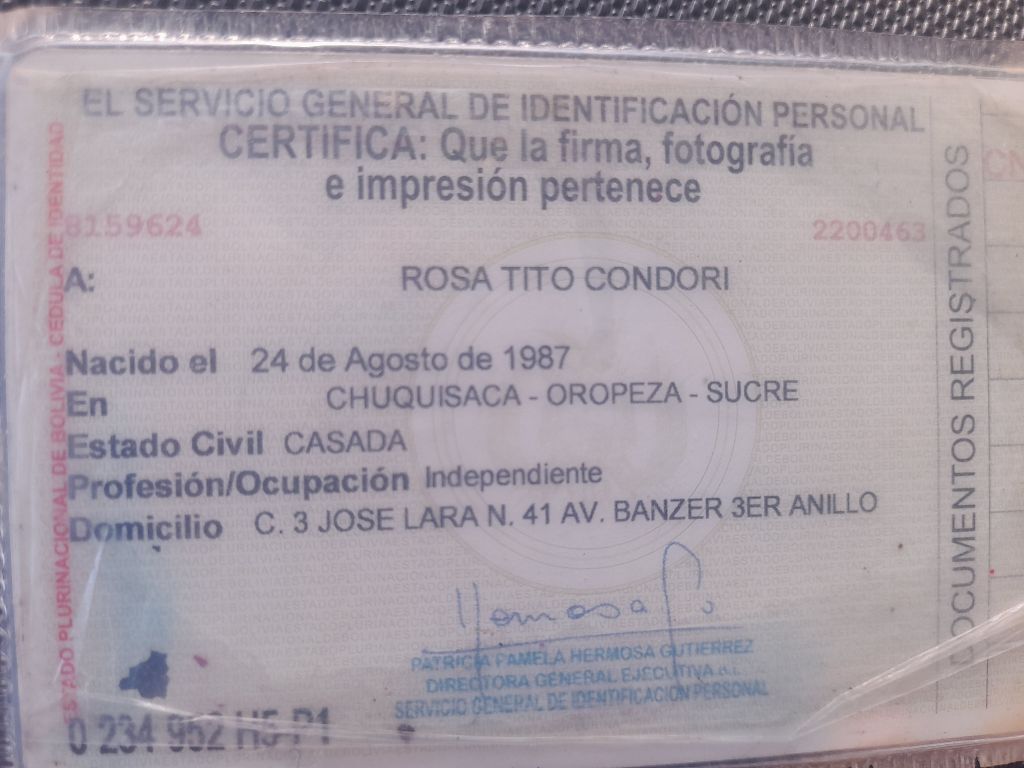 EL SERVICIO GENERAL DE IDENTIFICACIÓN PERSONAL
CERTIFICA: Que la firma, fotografía
e impresión pertenece
8159624
2200463
A: ROSA TITO CONDORI
Nacido el 24 de Agosto de 1987
En CHUQUISACA - OROPEZA - SUCRE
Estado Civil CASADA
Profesión/Ocupación Independiente
Domicilio C. 3 JOSE LARA N. 41 AV. BANZER 3ER ANILLO
PATRICIA PAMELA HERMOSA GUTIERREZ
DIRECTORA GENERAL EJECUTIVA a.i.
SERVICIO GENERAL DE IDENTIFICACIÓN PERSONAL
0 234 952 H5-P1
ESTADO PLURINACIONAL DE BOLIVIA - CEDULA DE IDENTIDAD
DOCUMENTOS REGISTRADOS
CN